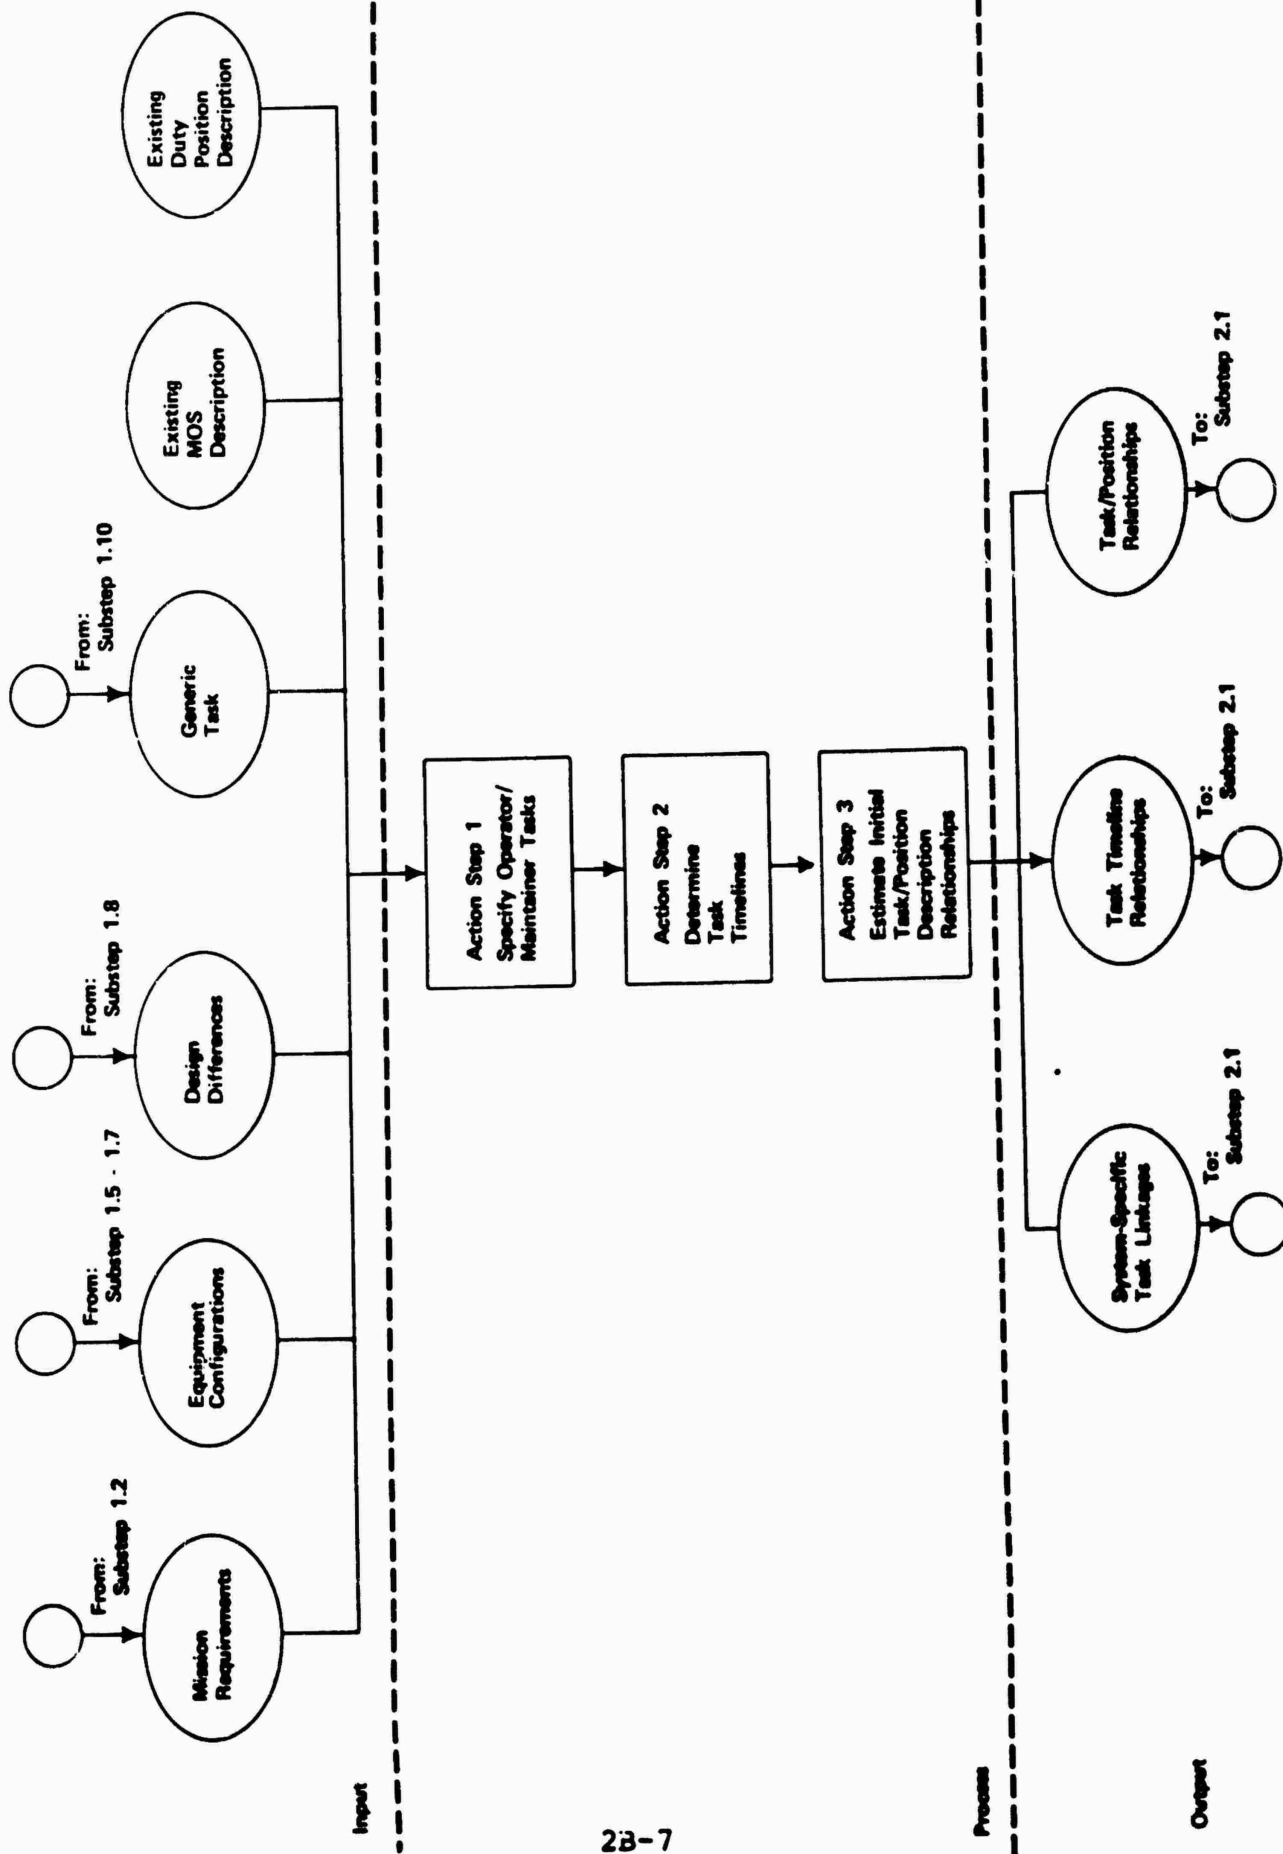 From:
Substep 1.2
Mission
Requirements
From:
Substep 1.5 - 1.7
Equipment
Configurations
From:
Substep 1.8
Design
Differences
From:
Substep 1.10
Generic
Task
Existing
MOS
Description
Existing
Duty
Position
Description
Input
Action Step 1
Specify Operator/
Maintainer Tasks
Action Step 2
Determine
Task
Timelines
Action Step 3
Estimate Initial
Task/Position
Description
Relationships
Process
System-Specific
Task Linkages
To:
Substep 2.1
Task Timeline
Relationships
To:
Substep 2.1
Task/Position
Relationships
To:
Substep 2.1
Output
2B-7